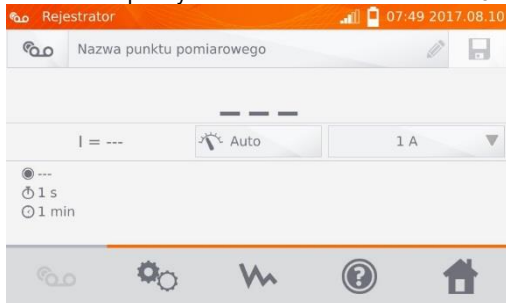 Rejestrator 07:49 2017.08.10
Nazwa punktu pomiarowego
---
I = --- Auto 1 A
---
1 s
1 min